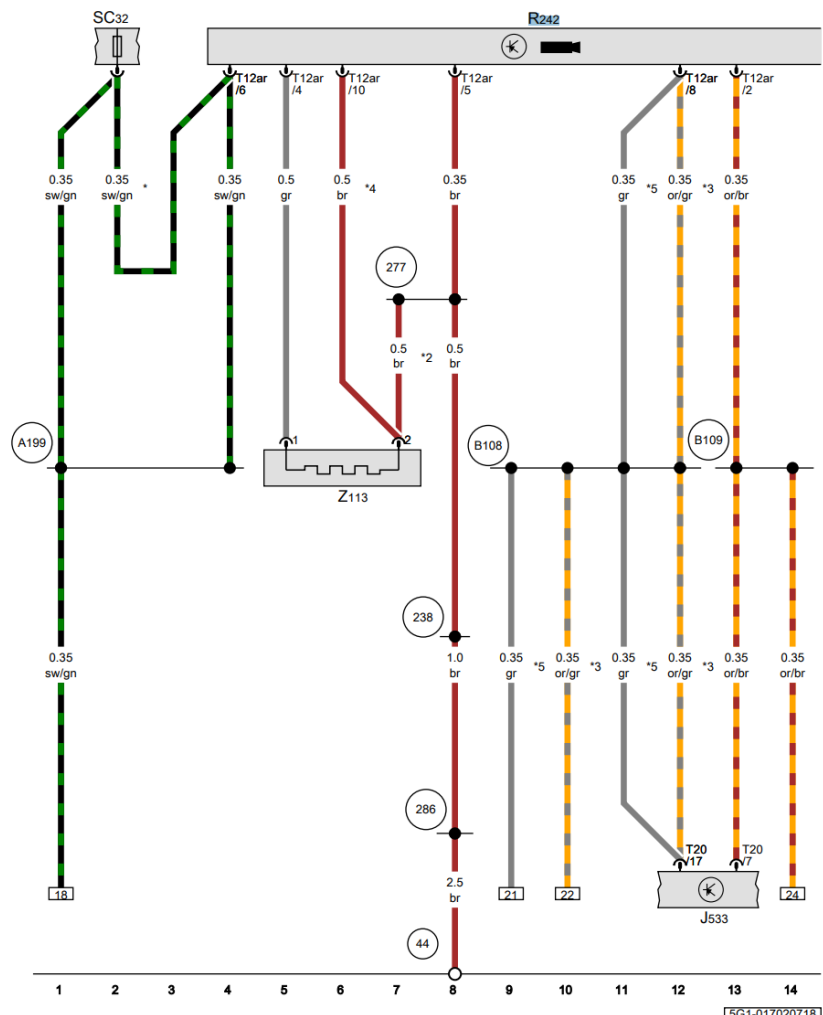 SC32
R242
T12ar
/6
T12ar
/4
T12ar
/10
T12ar
/5
T12ar
/8
T12ar
/2
0.35
sw/gn
0.35
sw/gn
*
0.35
sw/gn
0.5
gr
0.5
br
*4
0.35
br
0.35
gr
*5
0.35
or/gr
*3
0.35
or/br
277
0.5
br
*2
0.5
br
A199
1
2
Z113
B108
B109
238
0.35
sw/gn
1.0
br
0.35
gr
*5
0.35
or/gr
*3
0.35
gr
*5
0.35
or/gr
*3
0.35
or/br
0.35
or/br
286
T20
/17
T20
/7
18
2.5
br
21
22
J533
24
44
1 2 3 4 5 6 7 8 9 10 11 12 13 14
5G1-017020718